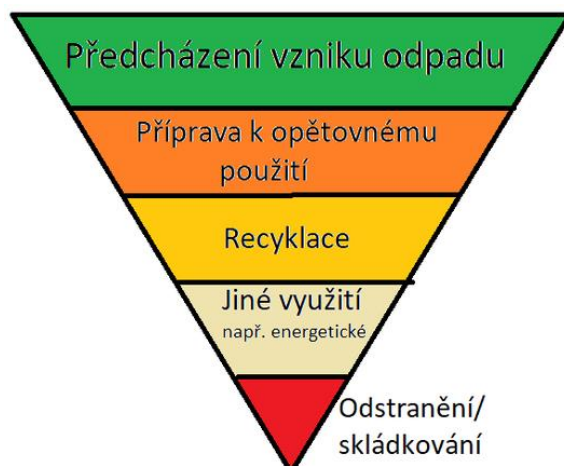 Předcházení vzniku odpadu
Příprava k opětovnému
použití
Recyklace
Jiné využití
např. energetické
Odstranění/
skládkování